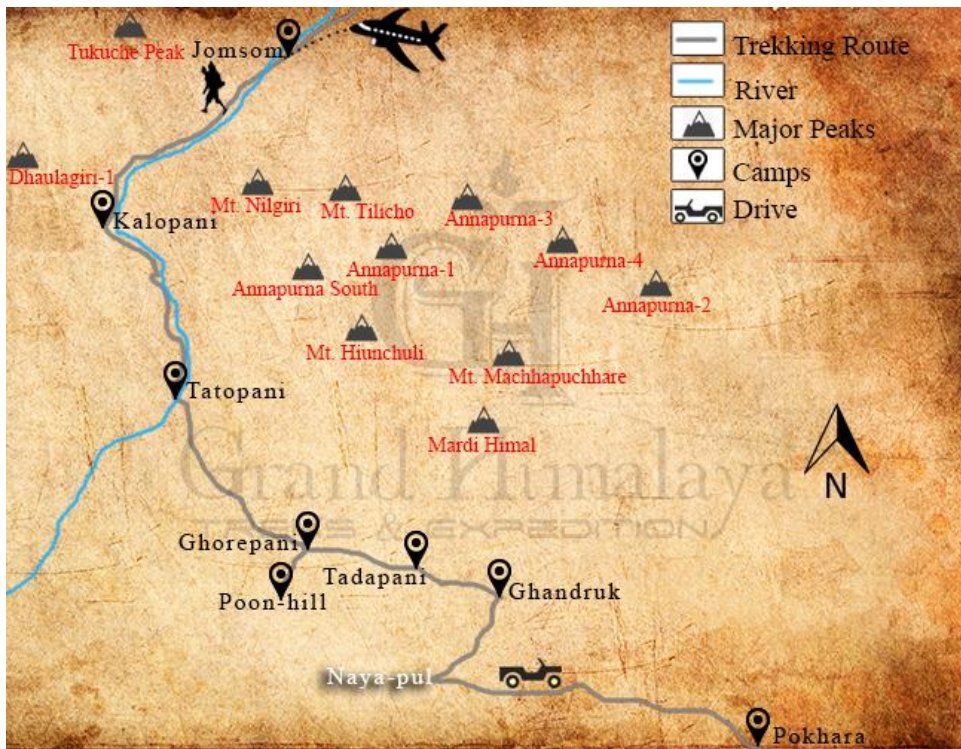 Tukuche Peak
Jomsom
Trekking Route
River
Major Peaks
Camps
Drive
Dhaulagiri-1
Kalopani
Mt. Nilgiri
Mt. Tilicho
Annapurna-3
Annapurna-4
Annapurna-1
Annapurna South
Annapurna-2
Mt. Hiunchuli
Mt. Machhapuchhare
Tatopani
Mardi Himal
Grand Himalaya
TREKS & EXPEDITION
N
Ghorepani
Tadapani
Poon-hill
Ghandruk
Naya-pul
Pokhara